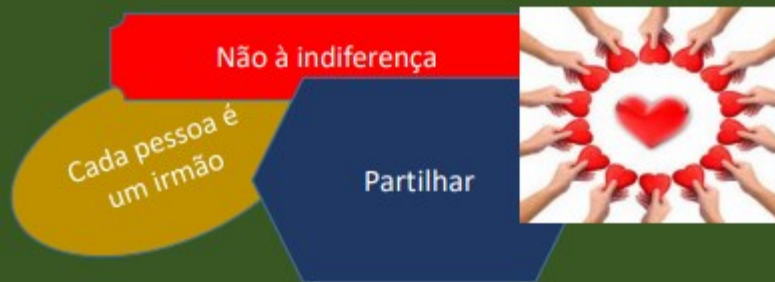 Não à indiferença
Cada pessoa é
um irmão
Partilhar